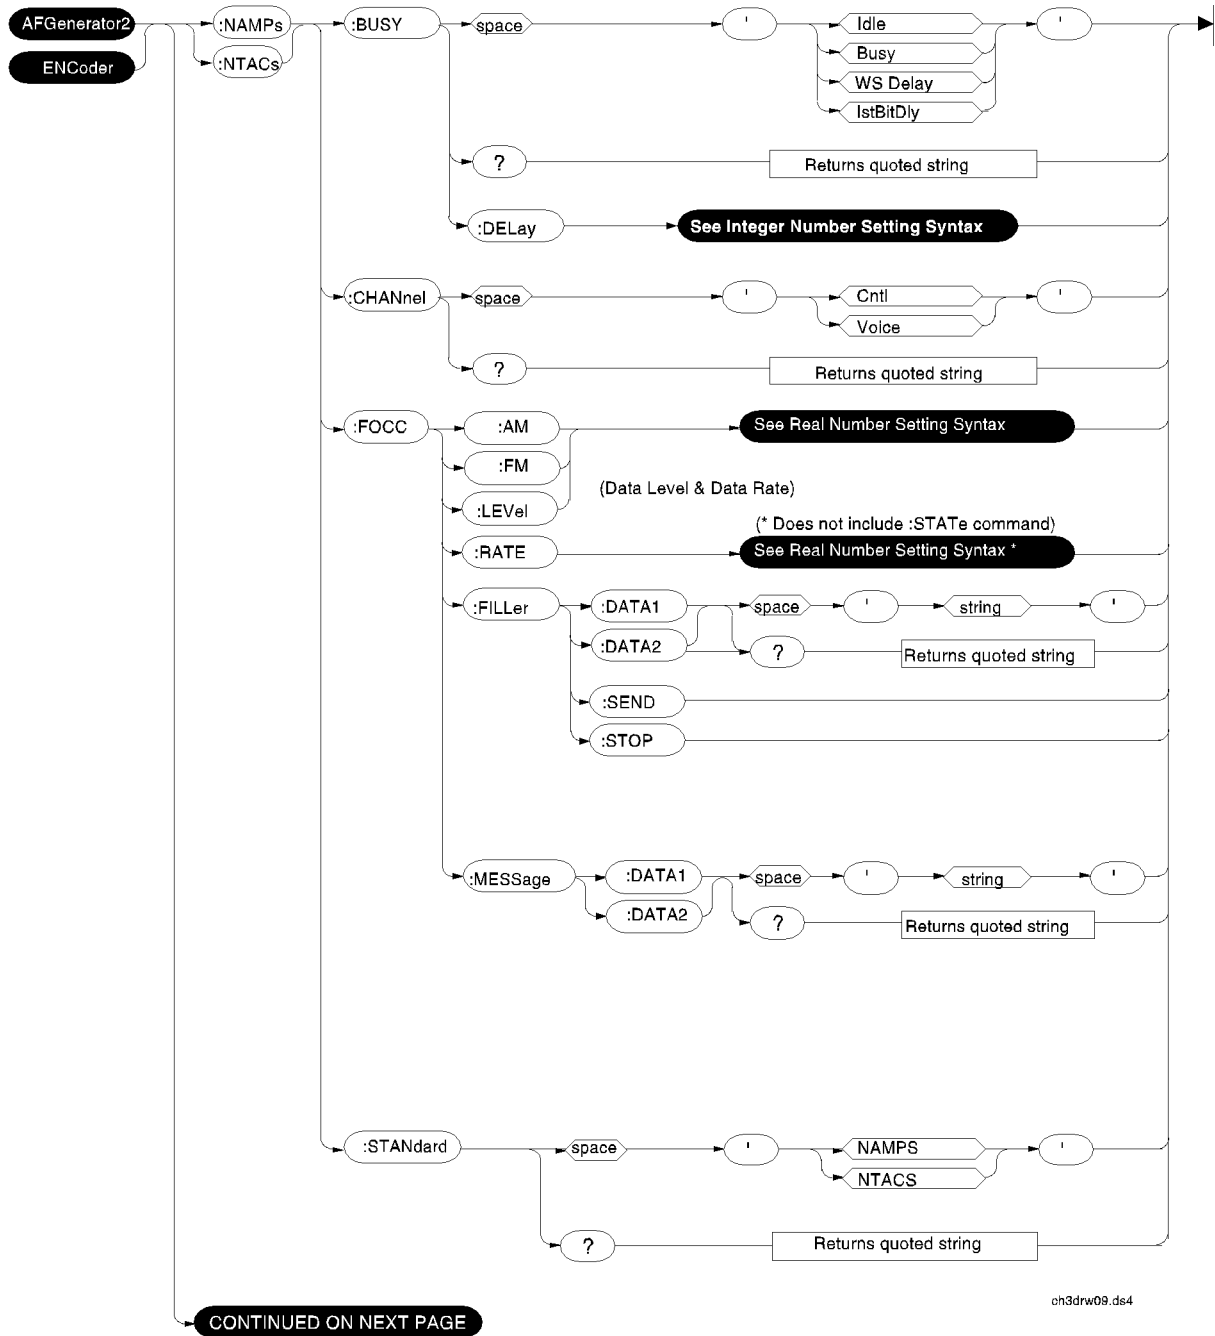 AFGenerator2 :NAMPs :BUSY space ' Idle '
ENCoder :NTACs Busy
WS Delay
IstBitDly
? Returns quoted string
:DELay See Integer Number Setting Syntax
:CHANnel space ' Cntl '
Voice
? Returns quoted string
:FOCC :AM See Real Number Setting Syntax
:FM
(Data Level & Data Rate)
:LEVel
(* Does not include :STATe command)
:RATE See Real Number Setting Syntax *
:FILLer :DATA1 space ' string '
:DATA2 ? Returns quoted string
:SEND
:STOP
:MESSage :DATA1 space ' string '
:DATA2 ? Returns quoted string
:STANdard space ' NAMPS '
NTACS
? Returns quoted string
ch3drw09.ds4
CONTINUED ON NEXT PAGE